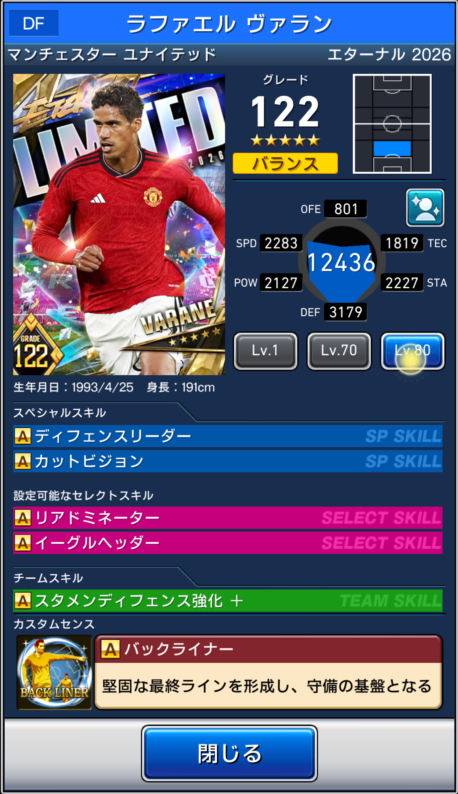 DF ラファエル ヴァラン
マンチェスター ユナイテッド エターナル 2026
LIMITED
2026
VARANE
GRADE
122
グレード
122
★★★★★
バランス
OFE 801
SPD 2283 1819 TEC
12436
POW 2127 2227 STA
DEF 3179
Lv.1 Lv.70 Lv.80
生年月日：1993/4/25 身長：191cm
スペシャルスキル
A ディフェンスリーダー SP SKILL
A カットビジョン SP SKILL
設定可能なセレクトスキル
A リアドミネーター SELECT SKILL
A イーグルヘッダー SELECT SKILL
チームスキル
A スタメンディフェンス強化 ＋ TEAM SKILL
カスタムセンス
BACK LINER
A バックライナー
堅固な最終ラインを形成し、守備の基盤となる
閉じる